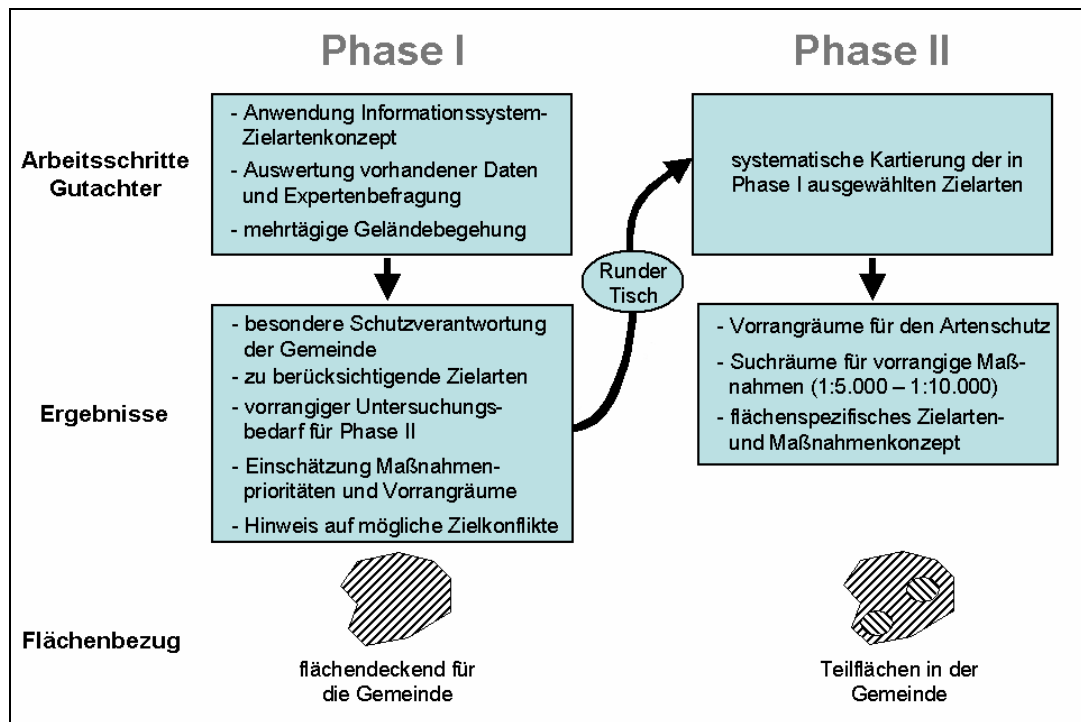 Phase I
Phase II
Arbeitsschritte
Gutachter
- Anwendung Informationssystem-
Zielartenkonzept
- Auswertung vorhandener Daten
und Expertenbefragung
- mehrtägige Geländebegehung
systematische Kartierung der in
Phase I ausgewählten Zielarten
Runder
Tisch
Ergebnisse
- besondere Schutzverantwortung
der Gemeinde
- zu berücksichtigende Zielarten
- vorrangiger Untersuchungs-
bedarf für Phase II
- Einschätzung Maßnahmen-
prioritäten und Vorrangräume
- Hinweis auf mögliche Zielkonflikte
- Vorrangräume für den Artenschutz
- Suchräume für vorrangige Maß-
nahmen (1:5.000 – 1:10.000)
- flächenspezifisches Zielarten-
und Maßnahmenkonzept
Flächenbezug
flächendeckend für
die Gemeinde
Teilflächen in der
Gemeinde